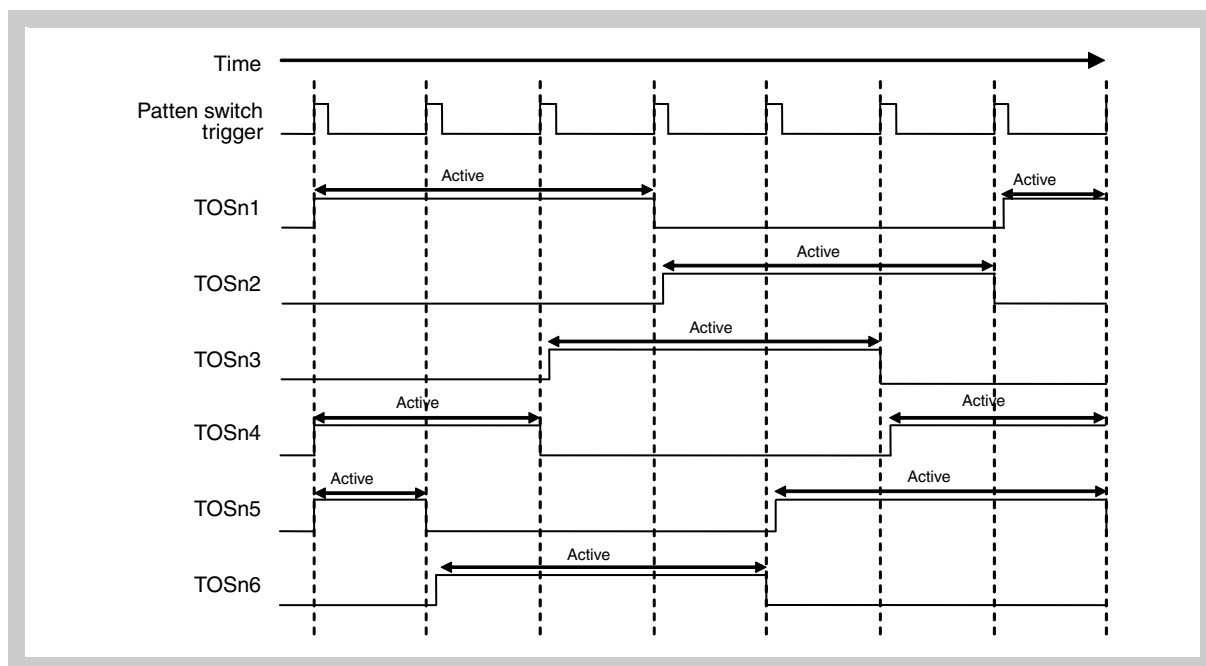 Time
Patten switch
trigger
Active
Active
TOSn1
Active
TOSn2
Active
TOSn3
Active
Active
TOSn4
Active
Active
TOSn5
Active
TOSn6